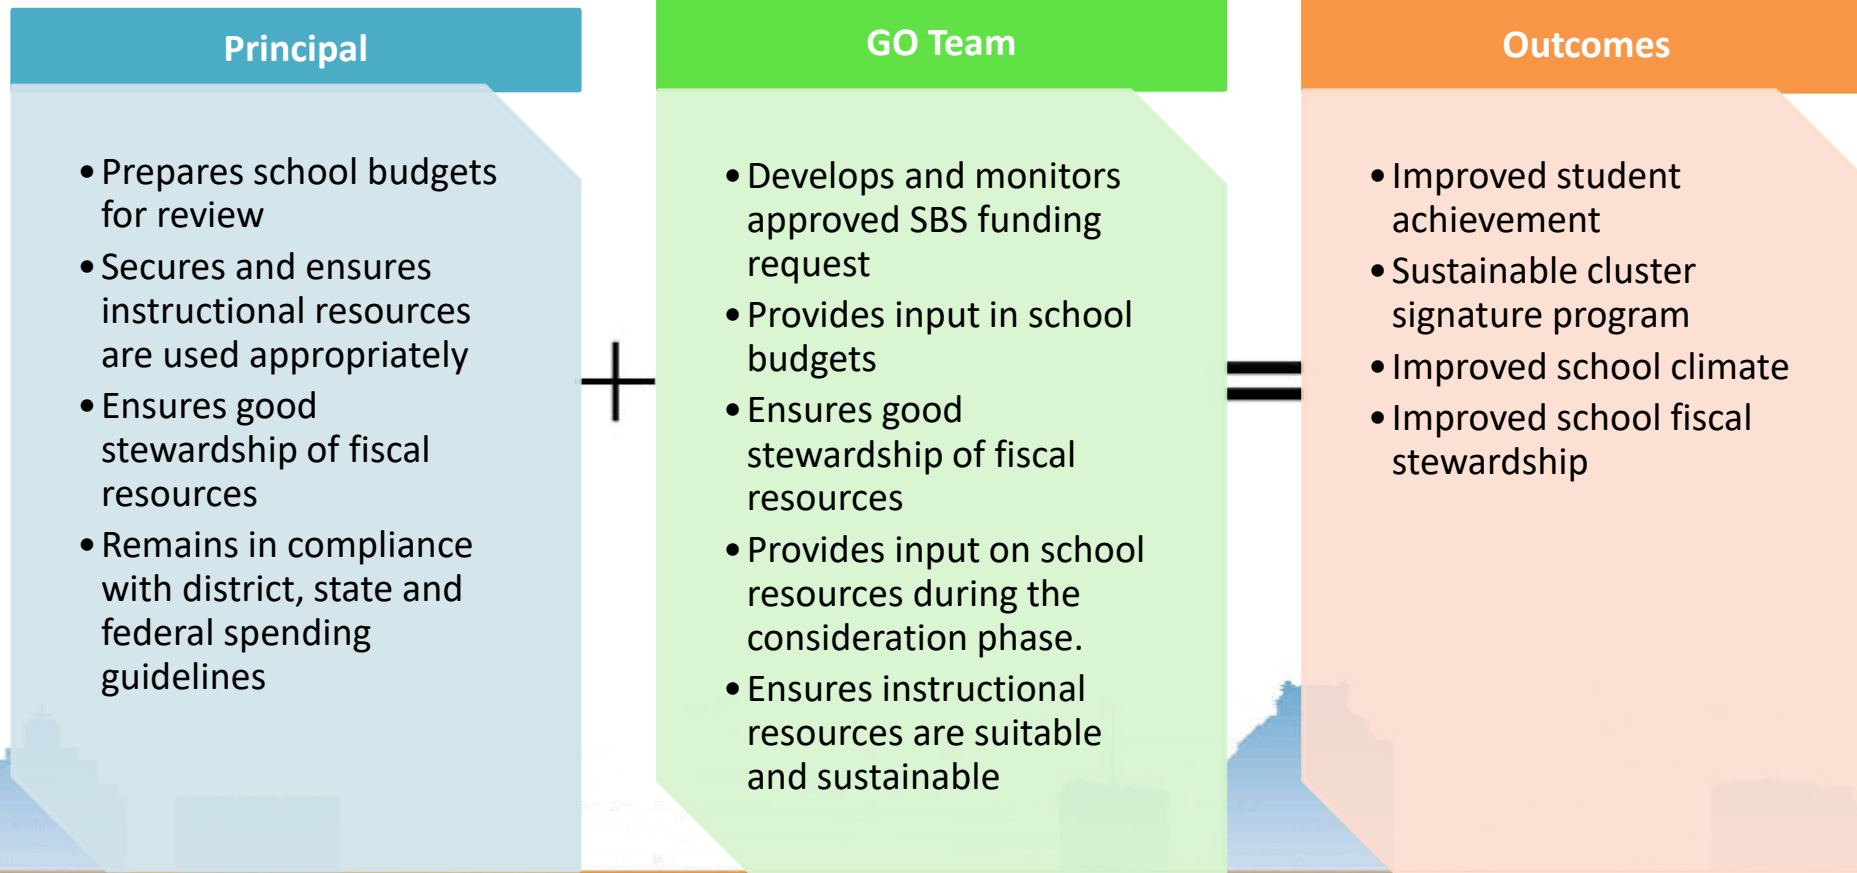 Principal
• Prepares school budgets
for review
• Secures and ensures
instructional resources
are used appropriately
• Ensures good
stewardship of fiscal
resources
• Remains in compliance
with district, state and
federal spending
guidelines
+
GO Team
• Develops and monitors
approved SBS funding
request
• Provides input in school
budgets
• Ensures good
stewardship of fiscal
resources
• Provides input on school
resources during the
consideration phase.
• Ensures instructional
resources are suitable
and sustainable
=
Outcomes
• Improved student
achievement
• Sustainable cluster
signature program
• Improved school climate
• Improved school fiscal
stewardship